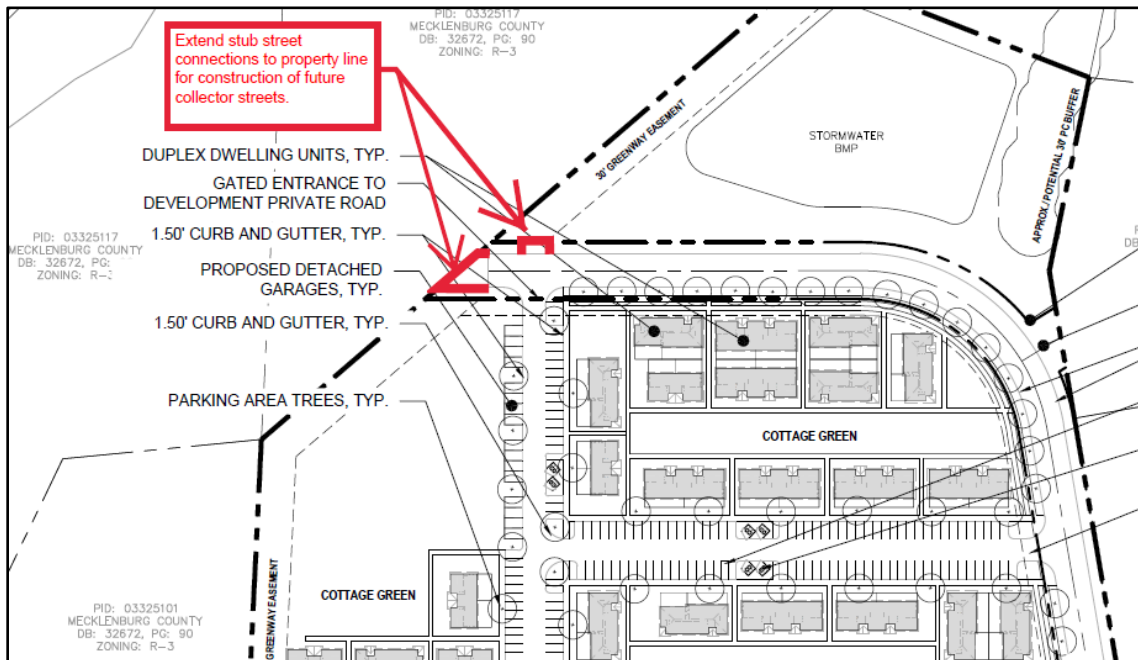 PID: 03325117
MECKLENBURG COUNTY
DB: 32672, PG: 90
ZONING: R-3
Extend stub street
connections to property line
for construction of future
collector streets.
30' GREENWAY EASEMENT
STORMWATER
BMP
APPROX./ POTENTIAL 30' PC BUFFER
DUPLEX DWELLING UNITS, TYP.
GATED ENTRANCE TO
DEVELOPMENT PRIVATE ROAD
1.50' CURB AND GUTTER, TYP.
PID: 03325117
MECKLENBURG COUNTY
DB: 32672, PG:
ZONING: R-
DB:
PROPOSED DETACHED
GARAGES, TYP.
1.50' CURB AND GUTTER, TYP.
PARKING AREA TREES, TYP.
COTTAGE GREEN
COTTAGE GREEN
GREENWAY EASEMENT
PID: 03325101
MECKLENBURG COUNTY
DB: 32672, PG: 90
ZONING: R-3